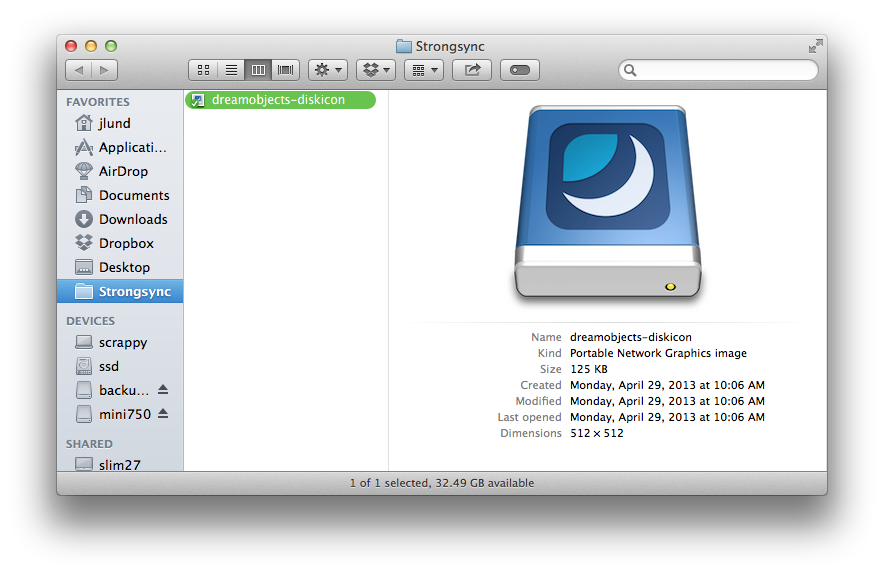 Strongsync
FAVORITES
jlund
Applicati...
AirDrop
Documents
Downloads
Dropbox
Desktop
Strongsync
DEVICES
scrappy
ssd
backu...
mini750
SHARED
slim27
dreamobjects-diskicon
Name dreamobjects-diskicon
Kind Portable Network Graphics image
Size 125 KB
Created Monday, April 29, 2013 at 10:06 AM
Modified Monday, April 29, 2013 at 10:06 AM
Last opened Monday, April 29, 2013 at 10:06 AM
Dimensions 512 × 512
1 of 1 selected, 32.49 GB available